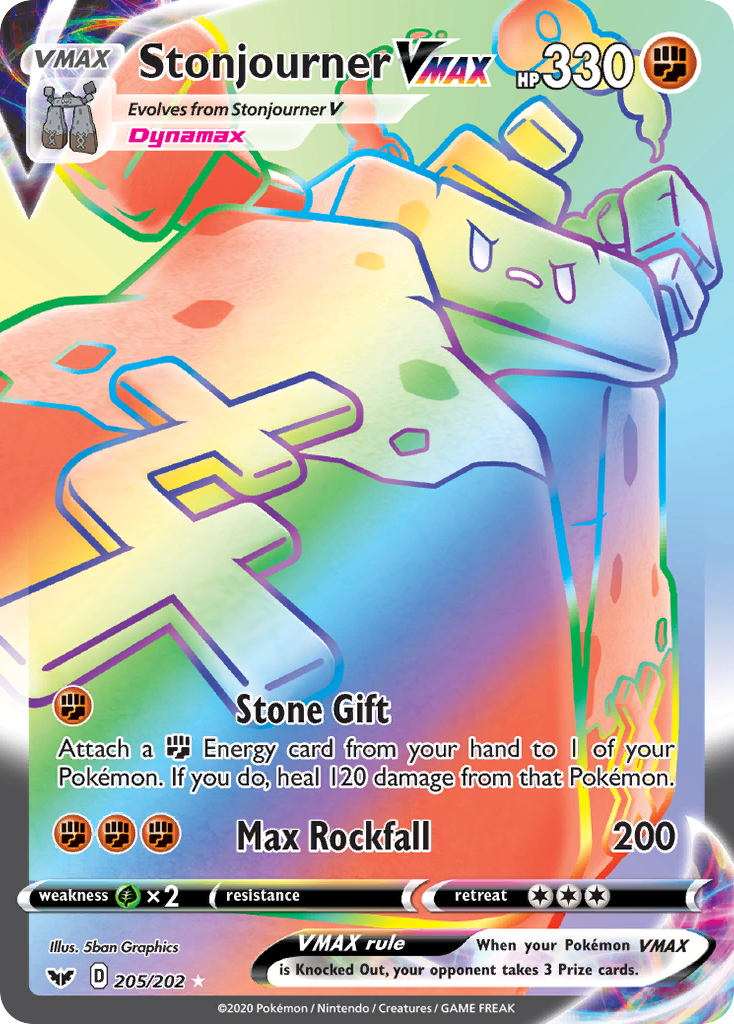 VMAX
Stonjourner VMAX
HP 330
Evolves from Stonjourner V
Dynamax
Stone Gift
Attach a Energy card from your hand to 1 of your
Pokémon. If you do, heal 120 damage from that Pokémon.
Max Rockfall 200
weakness ×2 resistance retreat
Illus. 5ban Graphics
VMAX rule When your Pokémon VMAX
is Knocked Out, your opponent takes 3 Prize cards.
D 205/202
©2020 Pokémon / Nintendo / Creatures / GAME FREAK